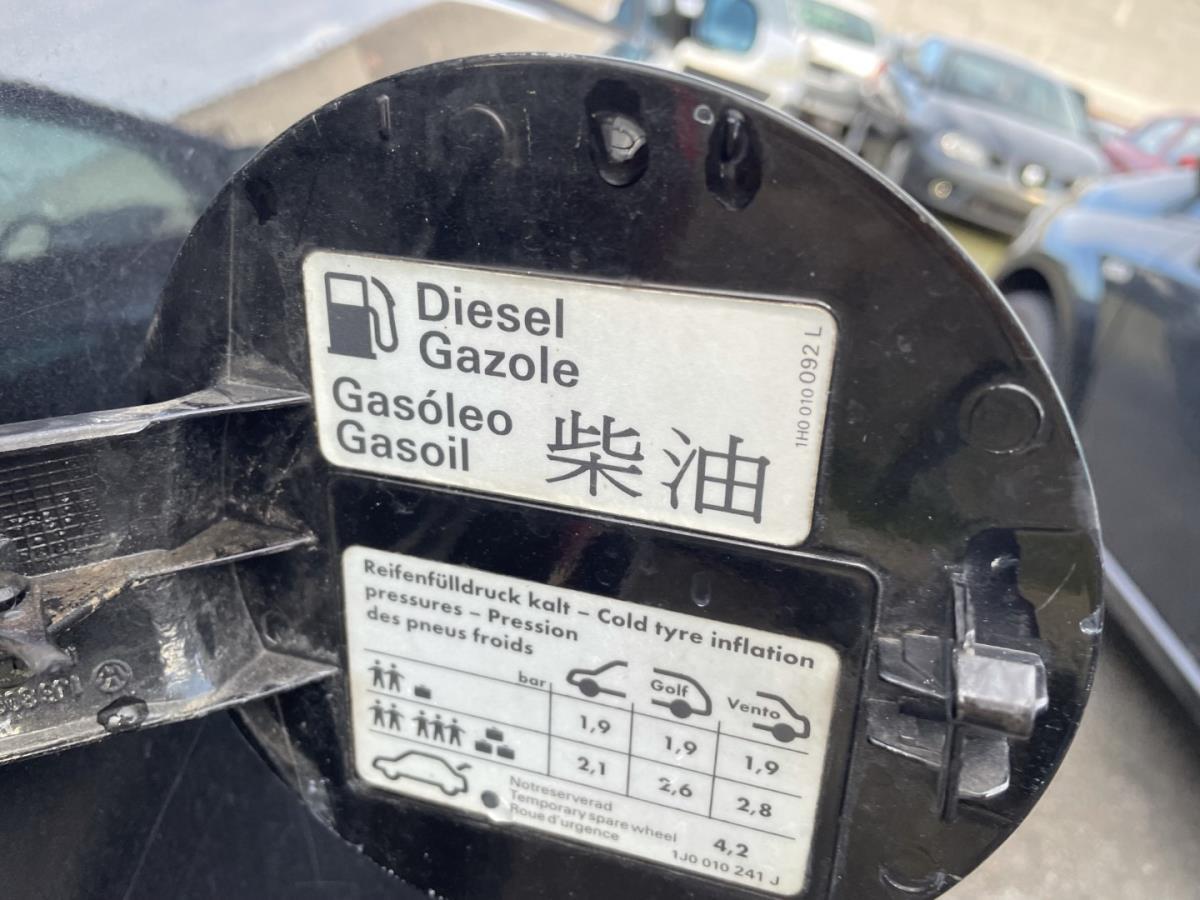 Diesel
Gazole
Gasóleo
Gasoil
柴油
1H0 010 092 L
Reifenfülldruck kalt – Cold tyre inflation
pressures – Pression
des pneus froids
bar
Golf
Vento
1,9 1,9 1,9
2,1 2,6 2,8
Notreserverad
Temporary spare wheel
Roue d'urgence
4,2
1J0 010 241 J